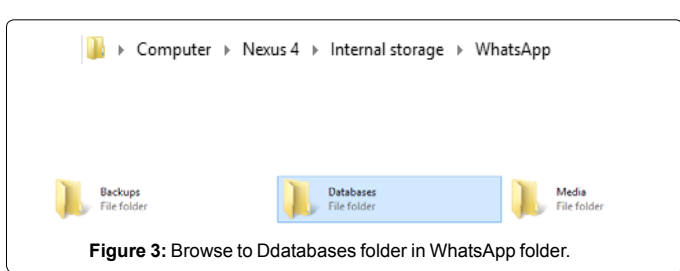 Computer ▸ Nexus 4 ▸ Internal storage ▸ WhatsApp
Backups
File folder
Databases
File folder
Media
File folder
Figure 3: Browse to Ddatabases folder in WhatsApp folder.